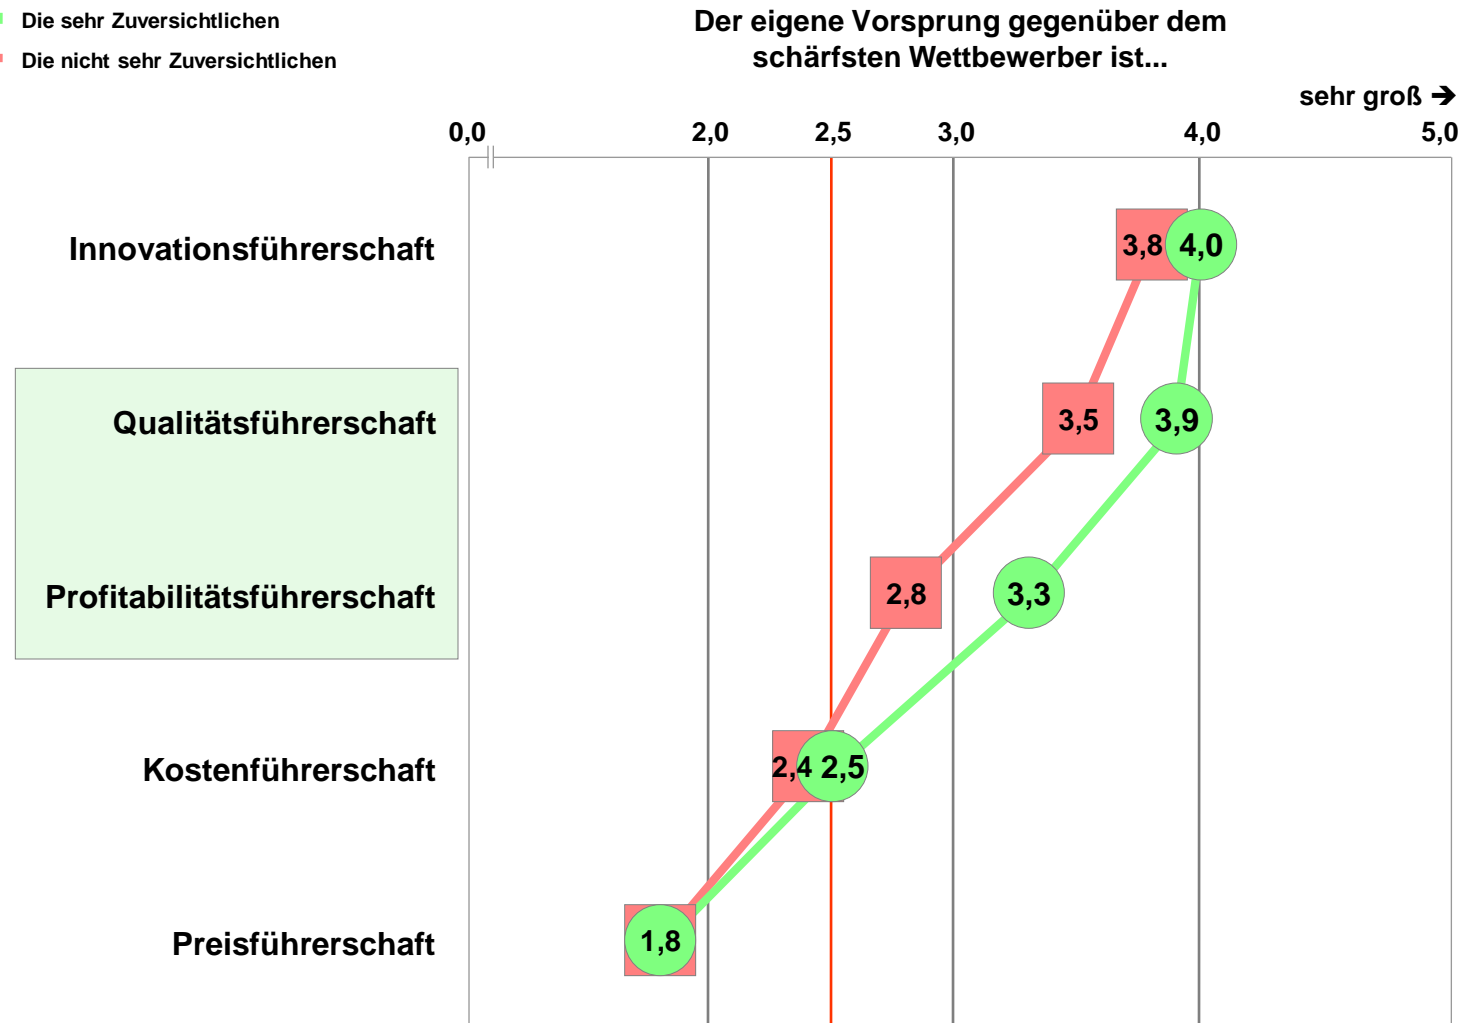 Die sehr Zuversichtlichen
Die nicht sehr Zuversichtlichen
Der eigene Vorsprung gegenüber dem
schärfsten Wettbewerber ist...
sehr groß ➔
0,0 2,0 2,5 3,0 4,0 5,0
Innovationsführerschaft 3,8 4,0
Qualitätsführerschaft 3,5 3,9
Profitabilitätsführerschaft 2,8 3,3
Kostenführerschaft 2,4 2,5
Preisführerschaft 1,8